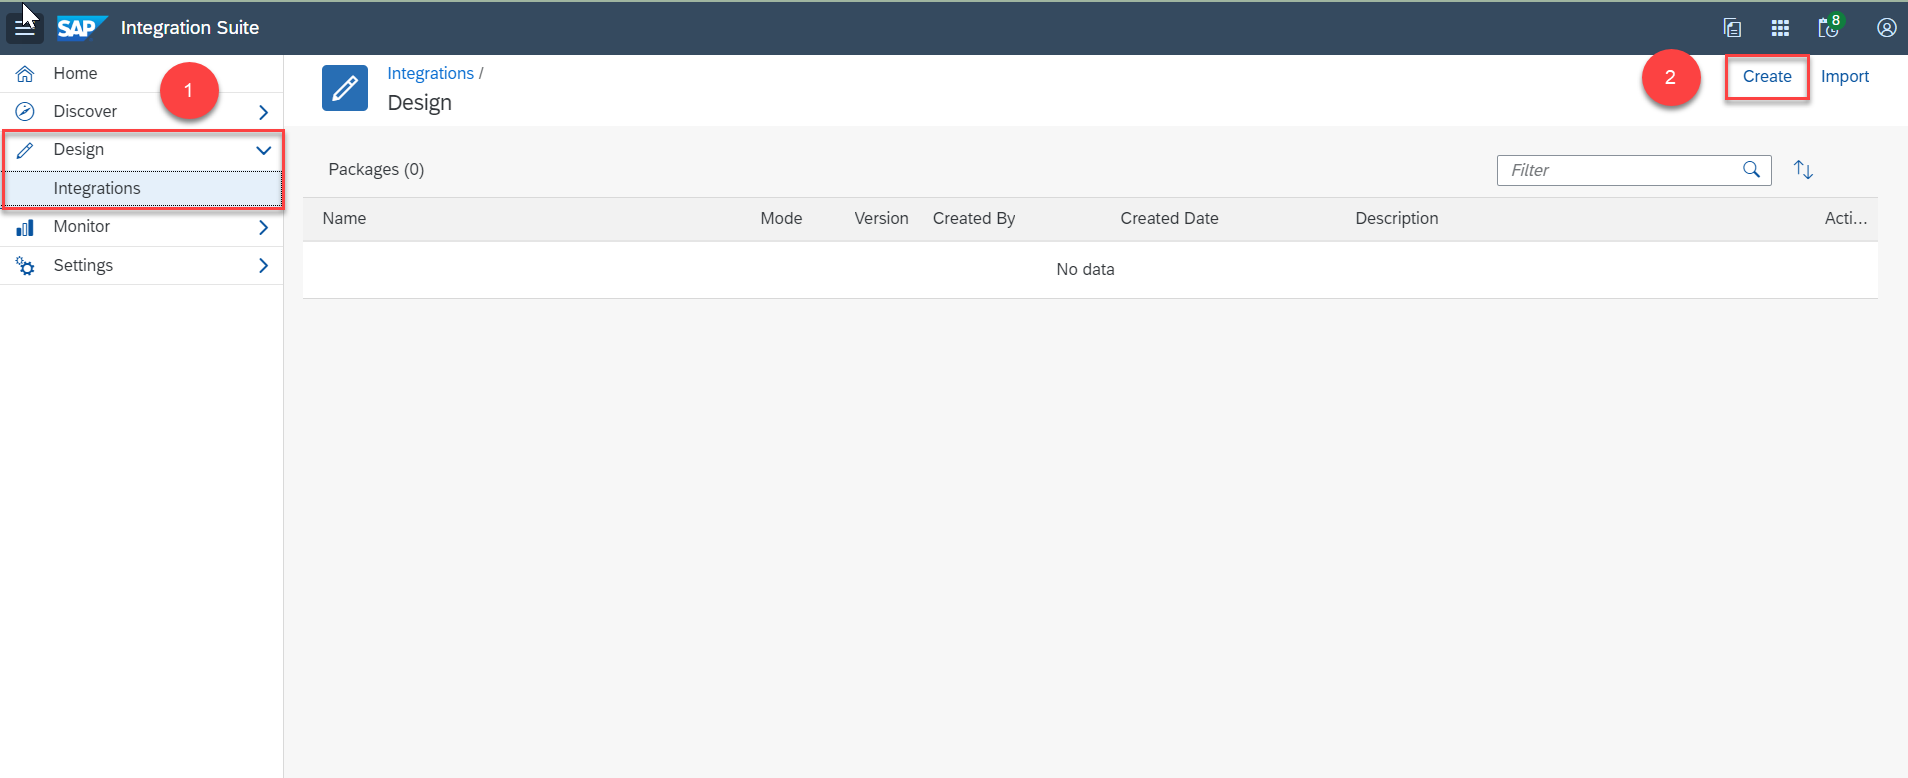 SAP Integration Suite
8
Home
Discover
Design
Integrations
Monitor
Settings
1
Integrations /
Design
2
Create
Import
Packages (0)
Filter
Name Mode Version Created By Created Date Description Acti...
No data